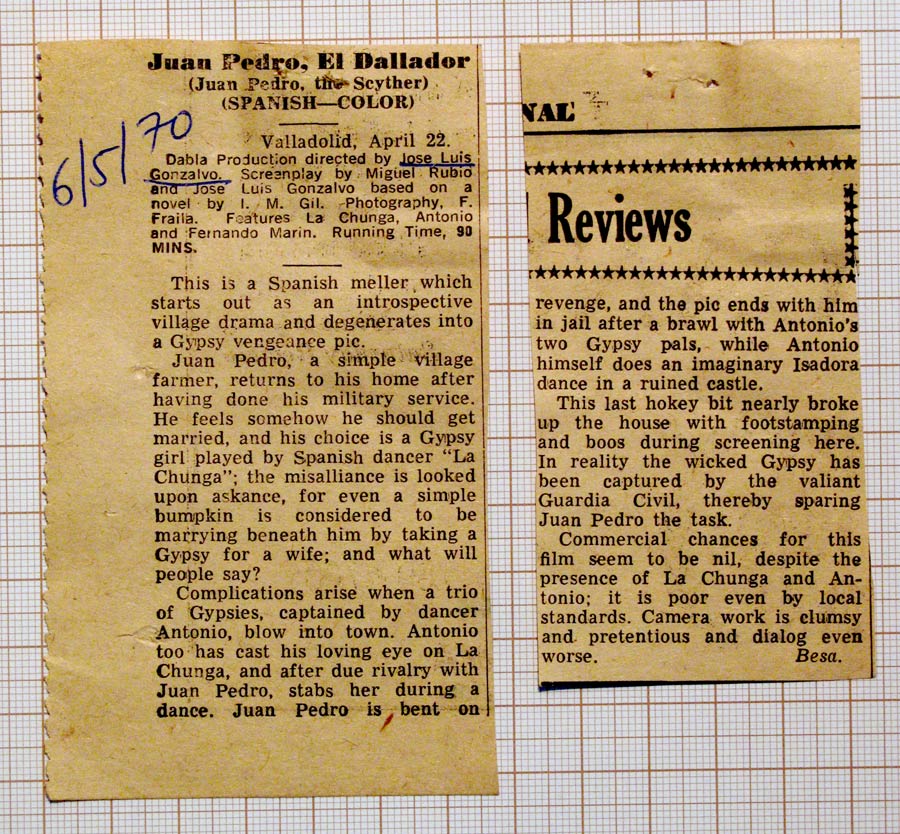 Juan Pedro, El Dallador
(Juan Pedro, the Scyther)
(SPANISH—COLOR)
6/5/70
Valladolid, April 22.
Dabla Production directed by Jose Luis
Gonzalvo. Screenplay by Miguel Rubio
and Jose Luis Gonzalvo based on a
novel by I. M. Gil. Photography, F.
Fraila. Features La Chunga, Antonio
and Fernando Marin. Running Time, 90
MINS.
This is a Spanish meller which
starts out as an introspective
village drama and degenerates into
a Gypsy vengeance pic.
Juan Pedro, a simple village
farmer, returns to his home after
having done his military service.
He feels somehow he should get
married, and his choice is a Gypsy
girl played by Spanish dancer “La
Chunga”; the misalliance is looked
upon askance, for even a simple
bumpkin is considered to be
marrying beneath him by taking a
Gypsy for a wife; and what will
people say?
Complications arise when a trio
of Gypsies, captained by dancer
Antonio, blow into town. Antonio
too has cast his loving eye on La
Chunga, and after due rivalry with
Juan Pedro, stabs her during a
dance. Juan Pedro is bent on
NAL
Reviews
revenge, and the pic ends with him
in jail after a brawl with Antonio's
two Gypsy pals, while Antonio
himself does an imaginary Isadora
dance in a ruined castle.
This last hokey bit nearly broke
up the house with footstamping
and boos during screening here.
In reality the wicked Gypsy has
been captured by the valiant
Guardia Civil, thereby sparing
Juan Pedro the task.
Commercial chances for this
film seem to be nil, despite the
presence of La Chunga and An-
tonio; it is poor even by local
standards. Camera work is clumsy
and pretentious and dialog even
worse. Besa.